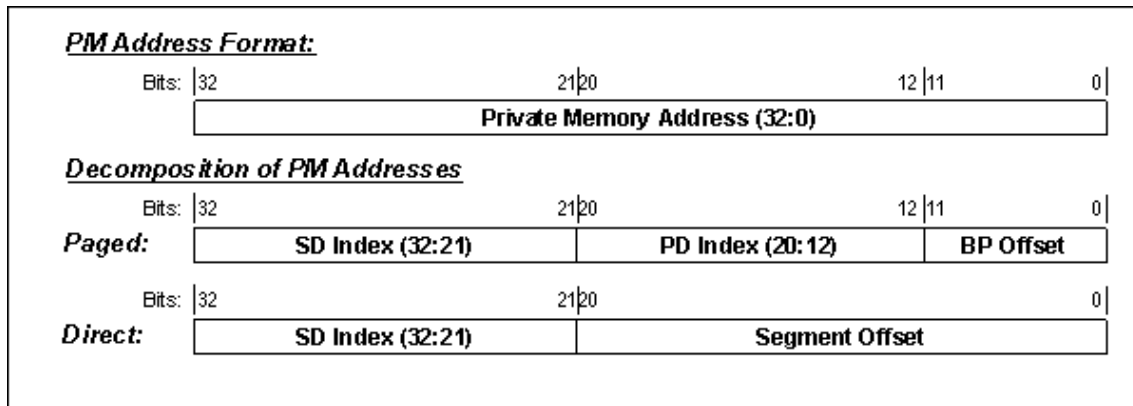 PM Address Format:
Bits: 32 21 20 12 11 0
Private Memory Address (32:0)
Decomposition of PM Addresses
Bits: 32 21 20 12 11 0
Paged: SD Index (32:21) PD Index (20:12) BP Offset
Bits: 32 21 20 0
Direct: SD Index (32:21) Segment Offset